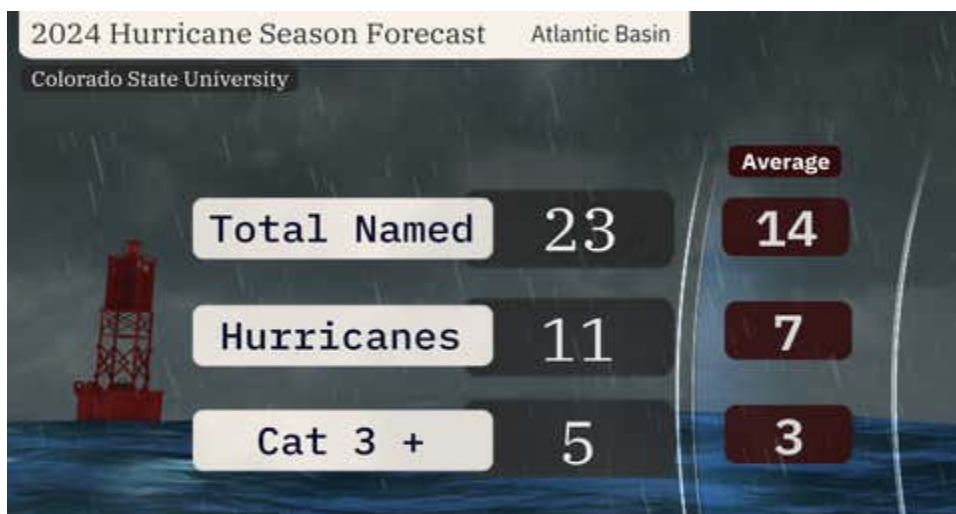 2024 Hurricane Season Forecast Atlantic Basin
Colorado State University
Average
Total Named 23 14
Hurricanes 11 7
Cat 3 + 5 3